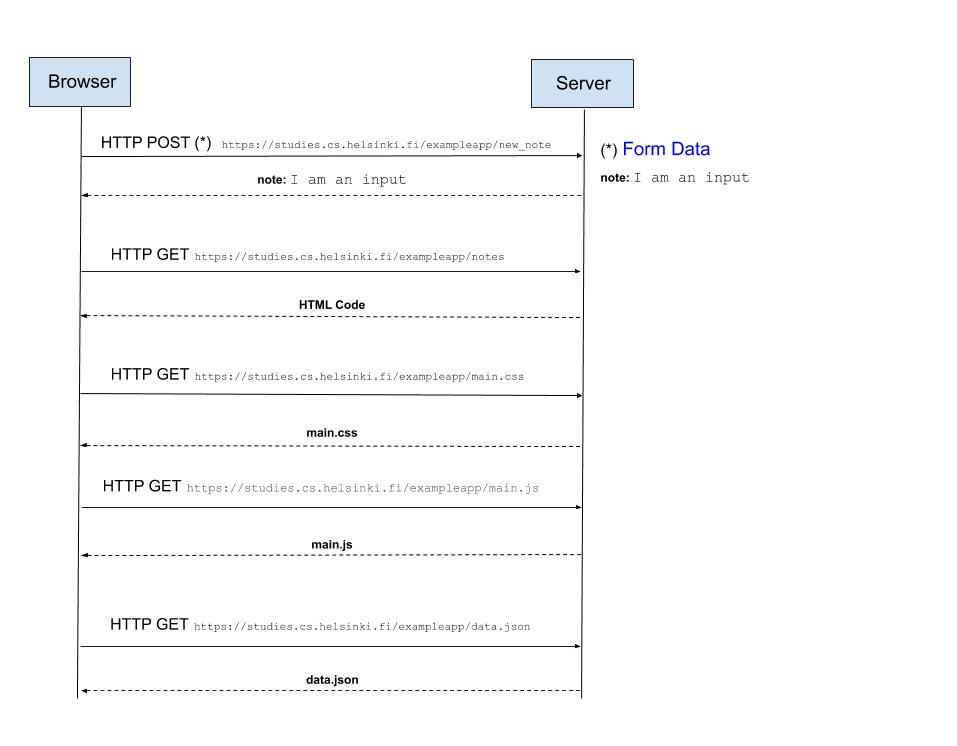 Browser
Server
HTTP POST (*) https://studies.cs.helsinki.fi/exampleapp/new_note
(*) Form Data
note: I am an input
note: I am an input
HTTP GET https://studies.cs.helsinki.fi/exampleapp/notes
HTML Code
HTTP GET https://studies.cs.helsinki.fi/exampleapp/main.css
main.css
HTTP GET https://studies.cs.helsinki.fi/exampleapp/main.js
main.js
HTTP GET https://studies.cs.helsinki.fi/exampleapp/data.json
data.json